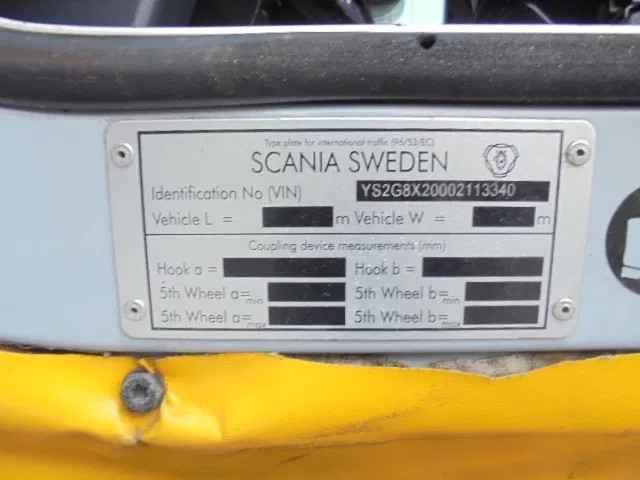 Type plate for international traffic (96/53/EC)
SCANIA SWEDEN
Identification No (VIN) YS2G8X20002113340
Vehicle L = m Vehicle W = m
Coupling device measurements (mm)
Hook a = Hook b =
5th Wheel a= min 5th Wheel b= min
5th Wheel a= max 5th Wheel b= max